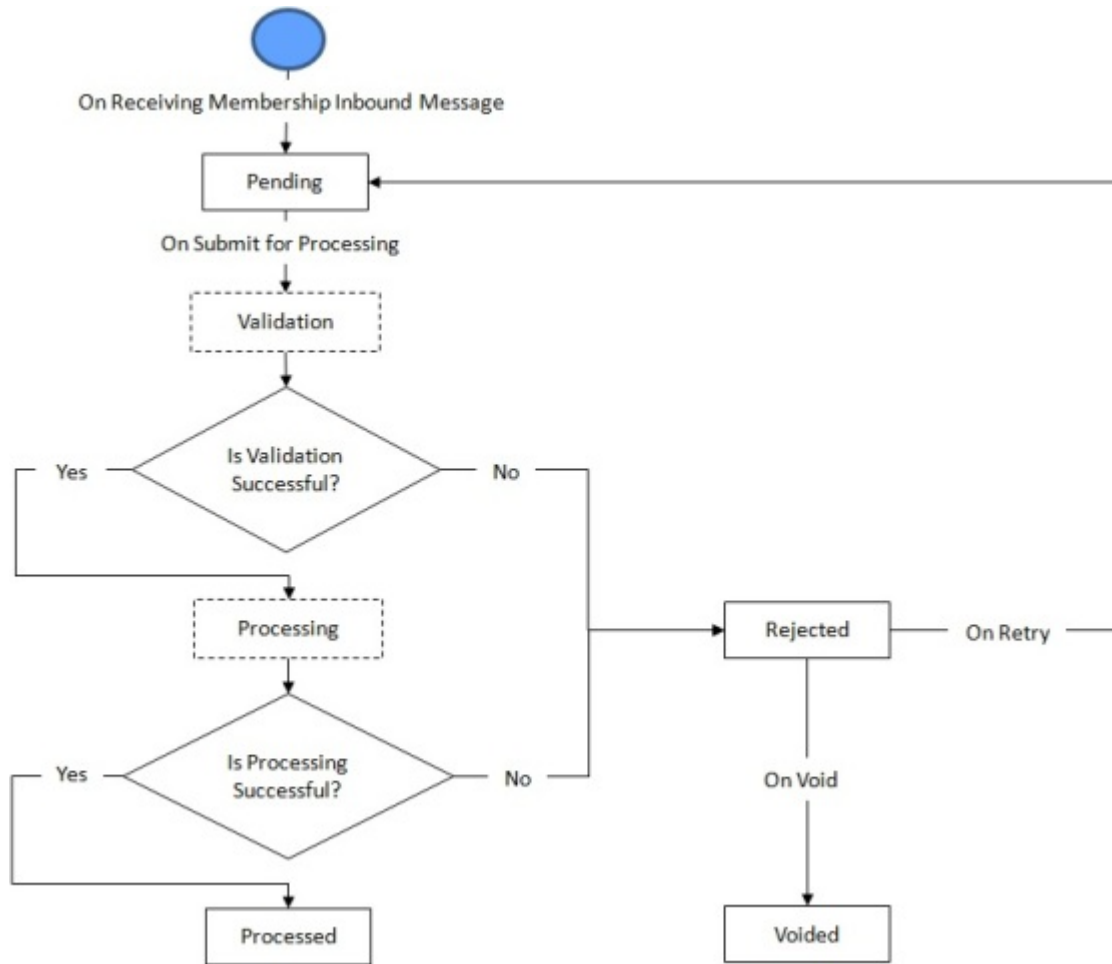 On Receiving Membership Inbound Message
Pending
On Submit for Processing
Validation
Is Validation
Successful?
Yes
No
Processing
Rejected
On Retry
Is Processing
Successful?
Yes
No
On Void
Processed
Voided